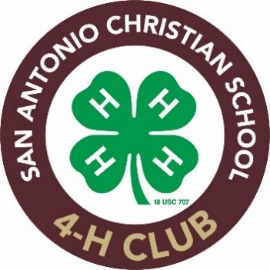 SAN ANTONIO CHRISTIAN SCHOOL
H H
H H
18 USC 707
4-H CLUB